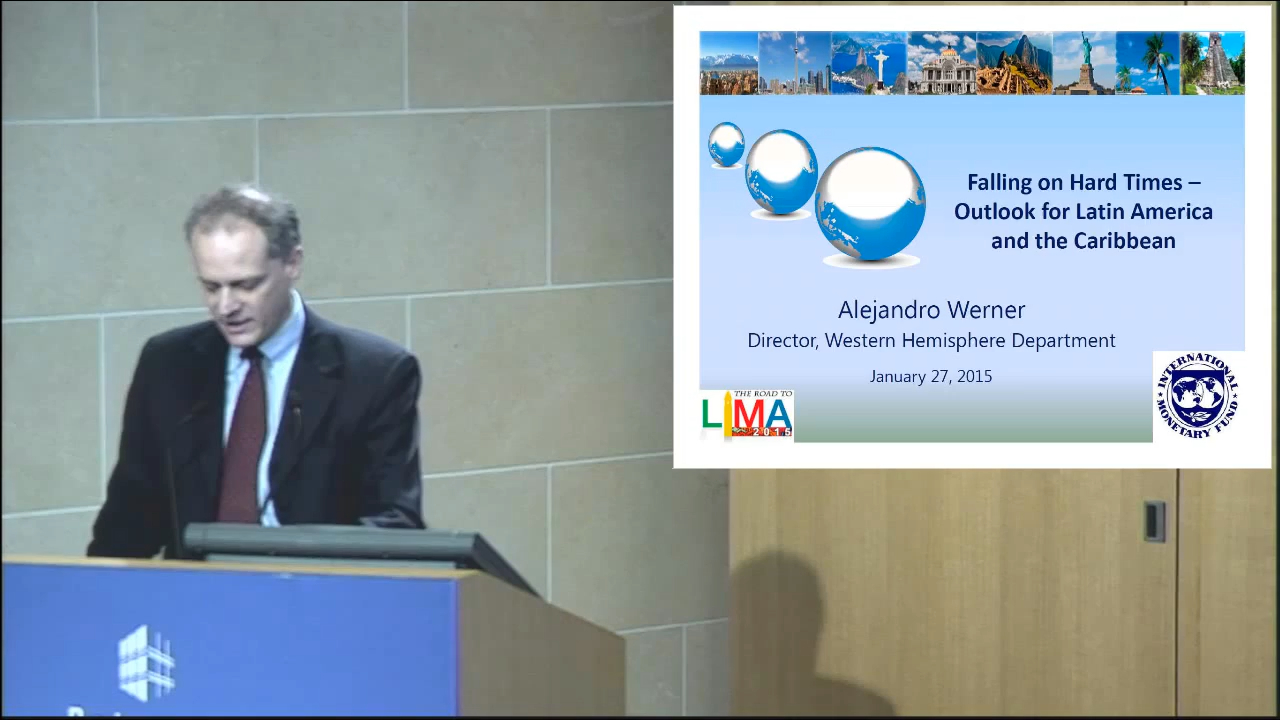 Falling on Hard Times –
Outlook for Latin America
and the Caribbean
Alejandro Werner
Director, Western Hemisphere Department
January 27, 2015
THE ROAD TO
LIMA
2015
INTERNATIONAL
MONETARY FUND